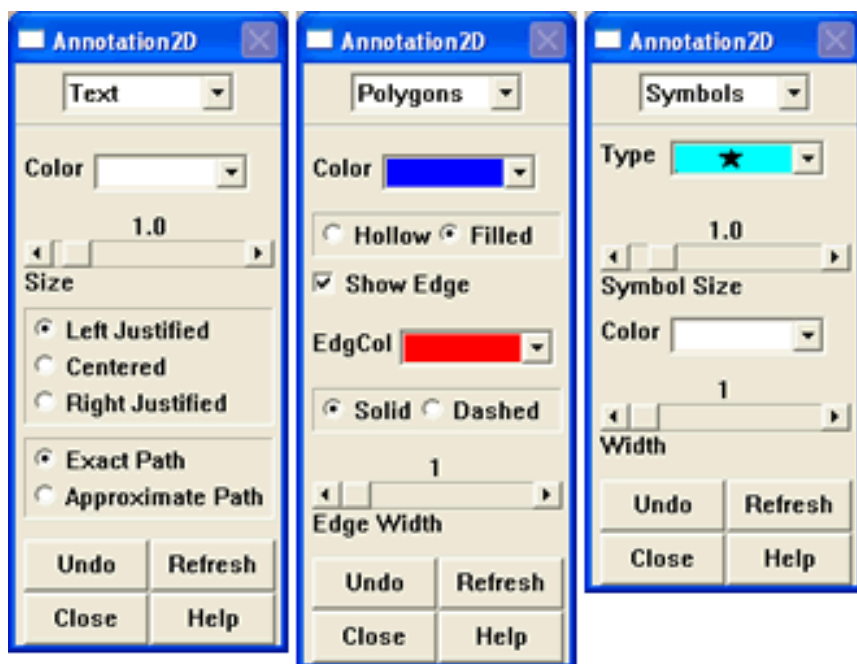 Annotation2D
Text
Color
1.0
Size
Left Justified
Centered
Right Justified
Exact Path
Approximate Path
Undo Refresh
Close Help
Annotation2D
Polygons
Color
Hollow Filled
Show Edge
EdgCol
Solid Dashed
1
Edge Width
Undo Refresh
Close Help
Annotation2D
Symbols
Type
1.0
Symbol Size
Color
1
Width
Undo Refresh
Close Help